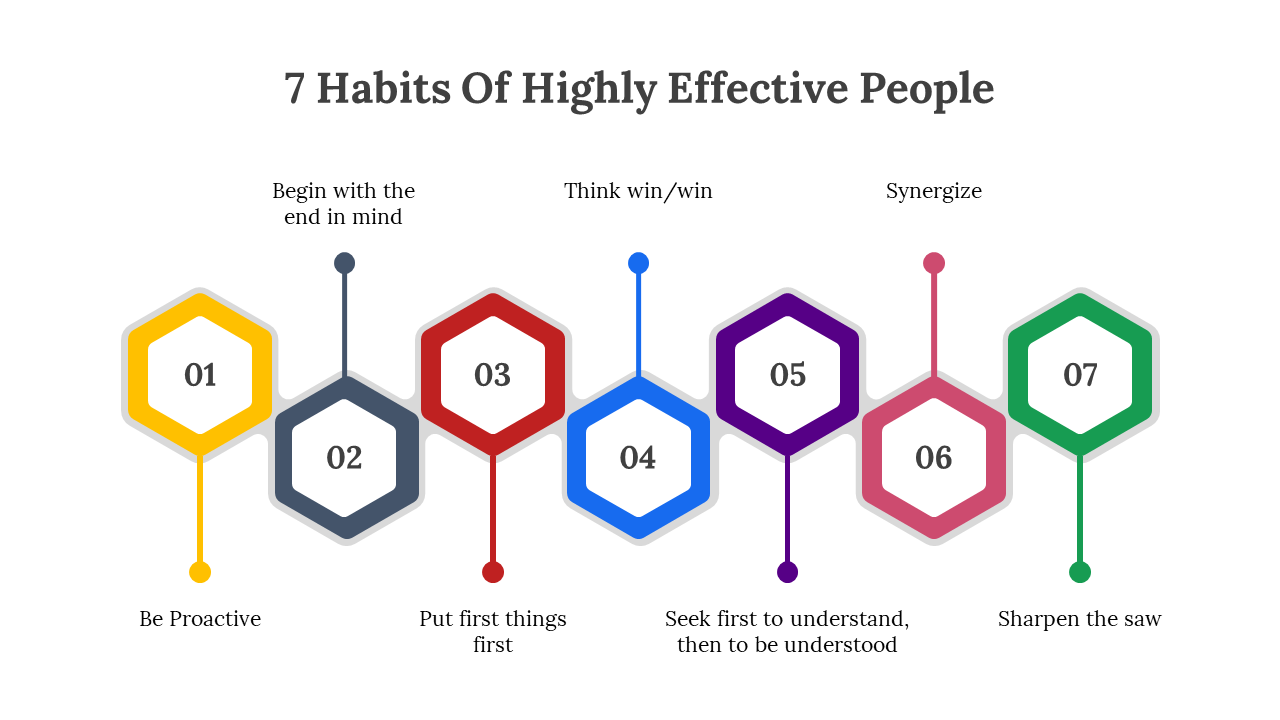 7 Habits Of Highly Effective People
Begin with the
end in mind
Think win/win
Synergize
01
02
03
04
05
06
07
Be Proactive
Put first things
first
Seek first to understand,
then to be understood
Sharpen the saw